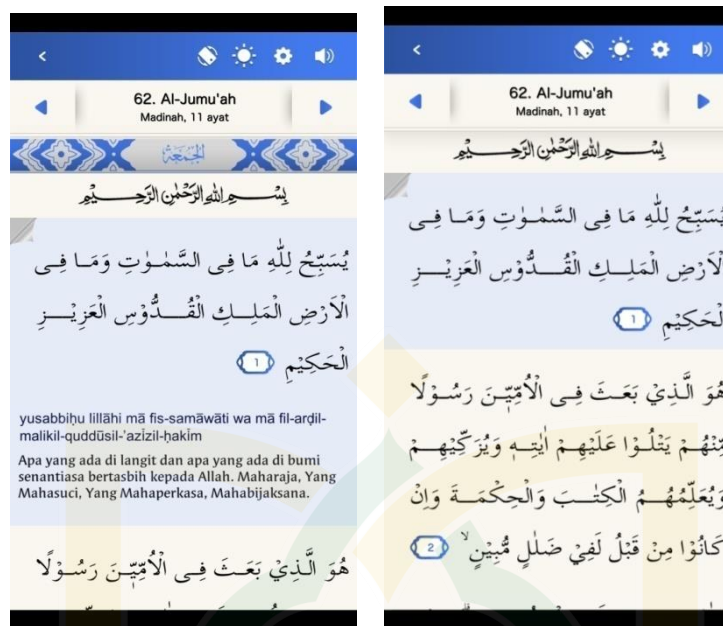 62. Al-Jumu'ah
Madinah, 11 ayat
الجمعة
بِسْمِ اللّٰهِ الرَّحْمٰنِ الرَّحِيْمِ
يُسَبِّحُ لِلّٰهِ مَا فِى السَّمٰوٰتِ وَمَا فِى
الْاَرْضِ الْمَلِكِ الْقُدُّوْسِ الْعَزِيْزِ
الْحَكِيْمِ ١
yusabbiḥu lillāhi mā fis-samāwāti wa mā fil-arḍil-
malikil-quddūsil-'azīzil-ḥakīm
Apa yang ada di langit dan apa yang ada di bumi
senantiasa bertasbih kepada Allah. Maharaja, Yang
Mahasuci, Yang Mahaperkasa, Mahabijaksana.
هُوَ الَّذِيْ بَعَثَ فِى الْاُمِّيّٖنَ رَسُوْلًا
62. Al-Jumu'ah
Madinah, 11 ayat
بِسْمِ اللّٰهِ الرَّحْمٰنِ الرَّحِيْمِ
يُسَبِّحُ لِلّٰهِ مَا فِى السَّمٰوٰتِ وَمَا فِى
الْاَرْضِ الْمَلِكِ الْقُدُّوْسِ الْعَزِيْزِ
الْحَكِيْمِ ١
هُوَ الَّذِيْ بَعَثَ فِى الْاُمِّيّٖنَ رَسُوْلًا
مِّنْهُمْ يَتْلُوْا عَلَيْهِمْ اٰيٰتِهٖ وَيُزَكِّيْهِمْ
وَيُعَلِّمُهُمُ الْكِتٰبَ وَالْحِكْمَةَ وَاِنْ
كَانُوْا مِنْ قَبْلُ لَفِيْ ضَلٰلٍ مُّبِيْنٍۙ ٢